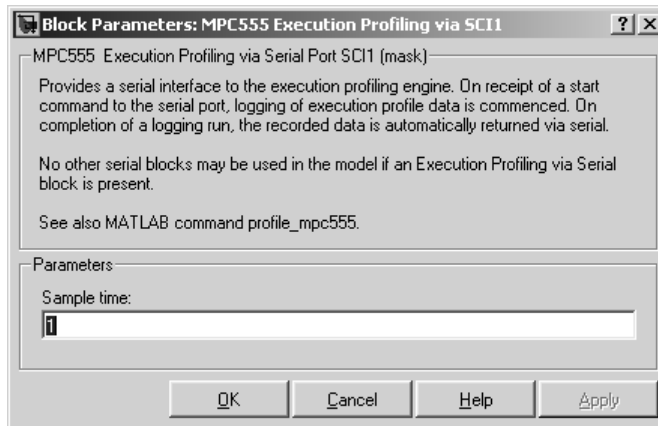 Block Parameters: MPC555 Execution Profiling via SCI1
MPC555 Execution Profiling via Serial Port SCI1 (mask)
Provides a serial interface to the execution profiling engine. On receipt of a start
command to the serial port, logging of execution profile data is commenced. On
completion of a logging run, the recorded data is automatically returned via serial.
No other serial blocks may be used in the model if an Execution Profiling via Serial
block is present.
See also MATLAB command profile_mpc555.
Parameters
Sample time:
1
OK Cancel Help Apply